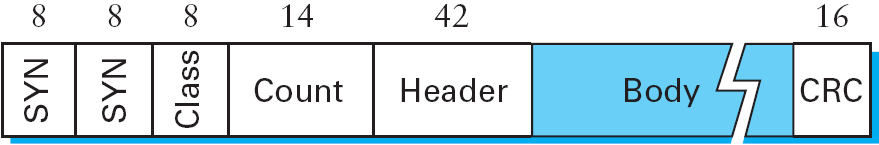 8 8 8 14 42 16
SYN SYN Class Count Header Body CRC